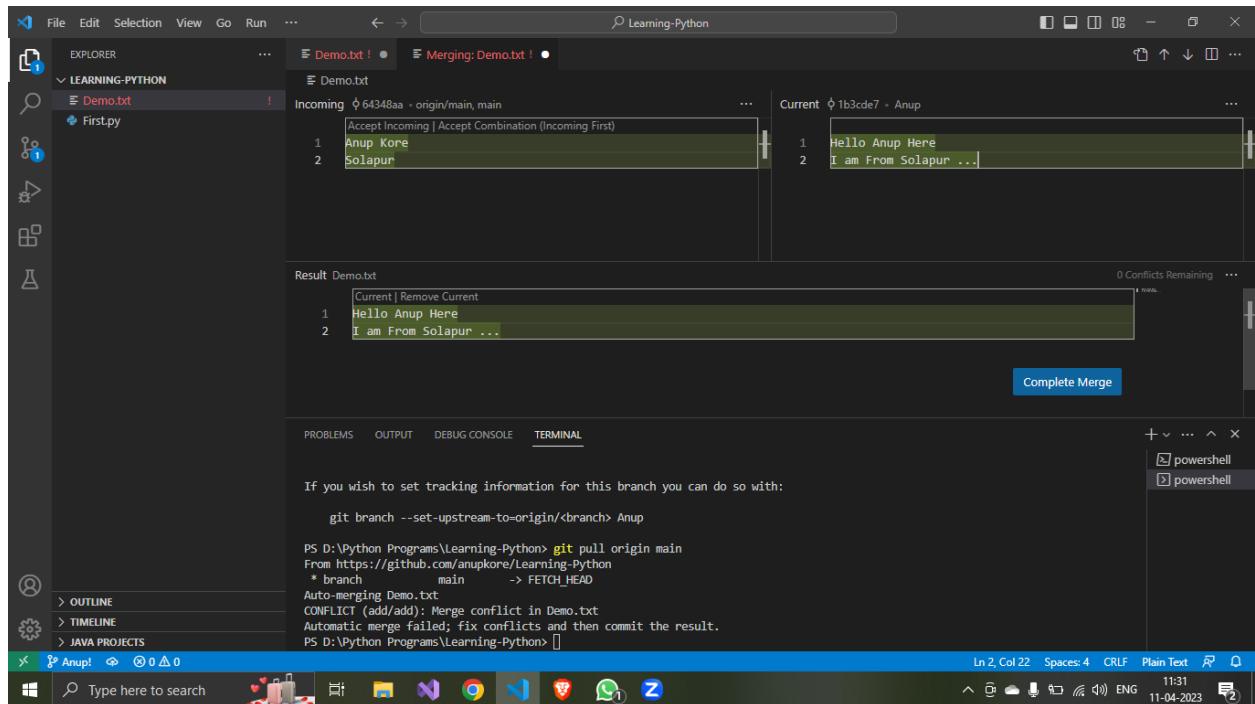 File Edit Selection View Go Run ··· Learning-Python
EXPLORER ···
LEARNING-PYTHON
Demo.txt !
First.py
OUTLINE
TIMELINE
JAVA PROJECTS
Demo.txt ! ● Merging: Demo.txt ! ●
Demo.txt
Incoming 64348aa • origin/main, main ···
Accept Incoming | Accept Combination (Incoming First)
1 Anup Kore
2 Solapur
Current 1b3cde7 • Anup ···
1 Hello Anup Here
2 I am From Solapur ...
Result Demo.txt 0 Conflicts Remaining ···
Current | Remove Current
1 Hello Anup Here
2 I am From Solapur ...
Complete Merge
PROBLEMS OUTPUT DEBUG CONSOLE TERMINAL
powershell
powershell
If you wish to set tracking information for this branch you can do so with:
git branch --set-upstream-to=origin/<branch> Anup
PS D:\Python Programs\Learning-Python> git pull origin main
From https://github.com/anupkore/Learning-Python
* branch main -> FETCH_HEAD
Auto-merging Demo.txt
CONFLICT (add/add): Merge conflict in Demo.txt
Automatic merge failed; fix conflicts and then commit the result.
PS D:\Python Programs\Learning-Python>
Anup! 0 0 Ln 2, Col 22 Spaces: 4 CRLF Plain Text
Type here to search ENG 11:31
11-04-2023